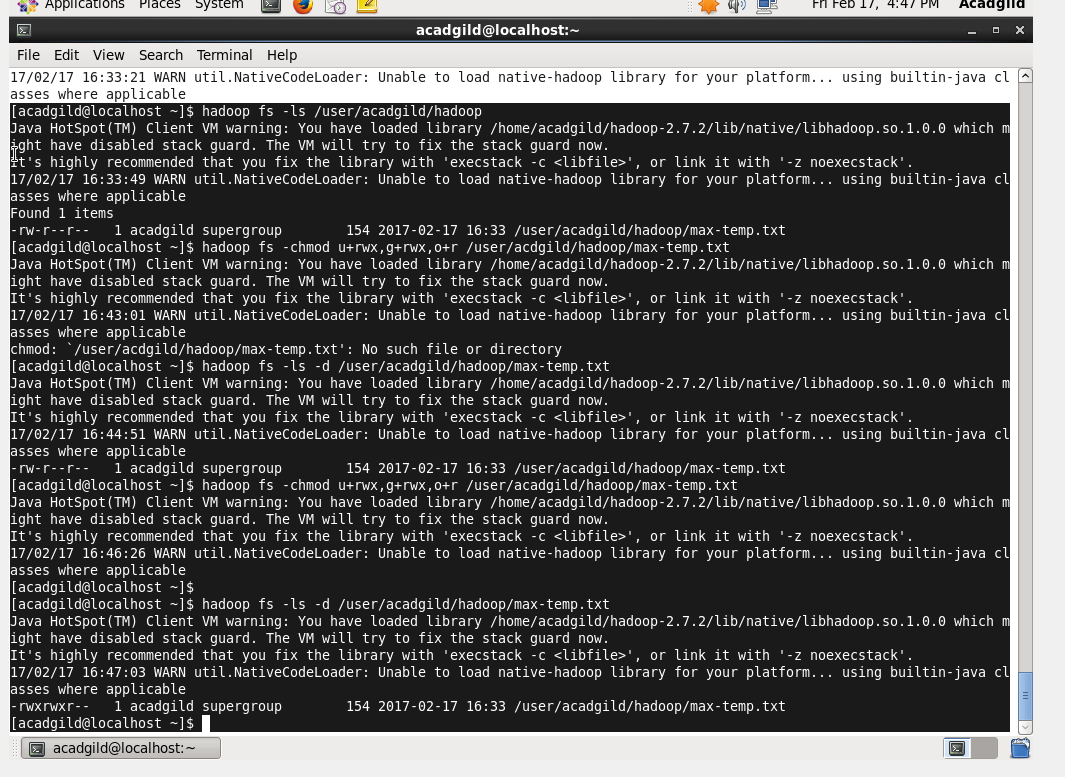 Applications Places System Fri Feb 17, 4:47 PM Acadgild
acadgild@localhost:~
File Edit View Search Terminal Help
17/02/17 16:33:21 WARN util.NativeCodeLoader: Unable to load native-hadoop library for your platform... using builtin-java cl
asses where applicable
[acadgild@localhost ~]$ hadoop fs -ls /user/acadgild/hadoop
Java HotSpot(TM) Client VM warning: You have loaded library /home/acadgild/hadoop-2.7.2/lib/native/libhadoop.so.1.0.0 which m
ight have disabled stack guard. The VM will try to fix the stack guard now.
It's highly recommended that you fix the library with 'execstack -c <libfile>', or link it with '-z noexecstack'.
17/02/17 16:33:49 WARN util.NativeCodeLoader: Unable to load native-hadoop library for your platform... using builtin-java cl
asses where applicable
Found 1 items
-rw-r--r--   1 acadgild supergroup        154 2017-02-17 16:33 /user/acadgild/hadoop/max-temp.txt
[acadgild@localhost ~]$ hadoop fs -chmod u+rwx,g+rwx,o+r /user/acdgild/hadoop/max-temp.txt
Java HotSpot(TM) Client VM warning: You have loaded library /home/acadgild/hadoop-2.7.2/lib/native/libhadoop.so.1.0.0 which m
ight have disabled stack guard. The VM will try to fix the stack guard now.
It's highly recommended that you fix the library with 'execstack -c <libfile>', or link it with '-z noexecstack'.
17/02/17 16:43:01 WARN util.NativeCodeLoader: Unable to load native-hadoop library for your platform... using builtin-java cl
asses where applicable
chmod: `/user/acdgild/hadoop/max-temp.txt': No such file or directory
[acadgild@localhost ~]$ hadoop fs -ls -d /user/acadgild/hadoop/max-temp.txt
Java HotSpot(TM) Client VM warning: You have loaded library /home/acadgild/hadoop-2.7.2/lib/native/libhadoop.so.1.0.0 which m
ight have disabled stack guard. The VM will try to fix the stack guard now.
It's highly recommended that you fix the library with 'execstack -c <libfile>', or link it with '-z noexecstack'.
17/02/17 16:44:51 WARN util.NativeCodeLoader: Unable to load native-hadoop library for your platform... using builtin-java cl
asses where applicable
-rw-r--r--   1 acadgild supergroup        154 2017-02-17 16:33 /user/acadgild/hadoop/max-temp.txt
[acadgild@localhost ~]$ hadoop fs -chmod u+rwx,g+rwx,o+r /user/acadgild/hadoop/max-temp.txt
Java HotSpot(TM) Client VM warning: You have loaded library /home/acadgild/hadoop-2.7.2/lib/native/libhadoop.so.1.0.0 which m
ight have disabled stack guard. The VM will try to fix the stack guard now.
It's highly recommended that you fix the library with 'execstack -c <libfile>', or link it with '-z noexecstack'.
17/02/17 16:46:26 WARN util.NativeCodeLoader: Unable to load native-hadoop library for your platform... using builtin-java cl
asses where applicable
[acadgild@localhost ~]$
[acadgild@localhost ~]$ hadoop fs -ls -d /user/acadgild/hadoop/max-temp.txt
Java HotSpot(TM) Client VM warning: You have loaded library /home/acadgild/hadoop-2.7.2/lib/native/libhadoop.so.1.0.0 which m
ight have disabled stack guard. The VM will try to fix the stack guard now.
It's highly recommended that you fix the library with 'execstack -c <libfile>', or link it with '-z noexecstack'.
17/02/17 16:47:03 WARN util.NativeCodeLoader: Unable to load native-hadoop library for your platform... using builtin-java cl
asses where applicable
-rwxrwxr--   1 acadgild supergroup        154 2017-02-17 16:33 /user/acadgild/hadoop/max-temp.txt
[acadgild@localhost ~]$
acadgild@localhost:~